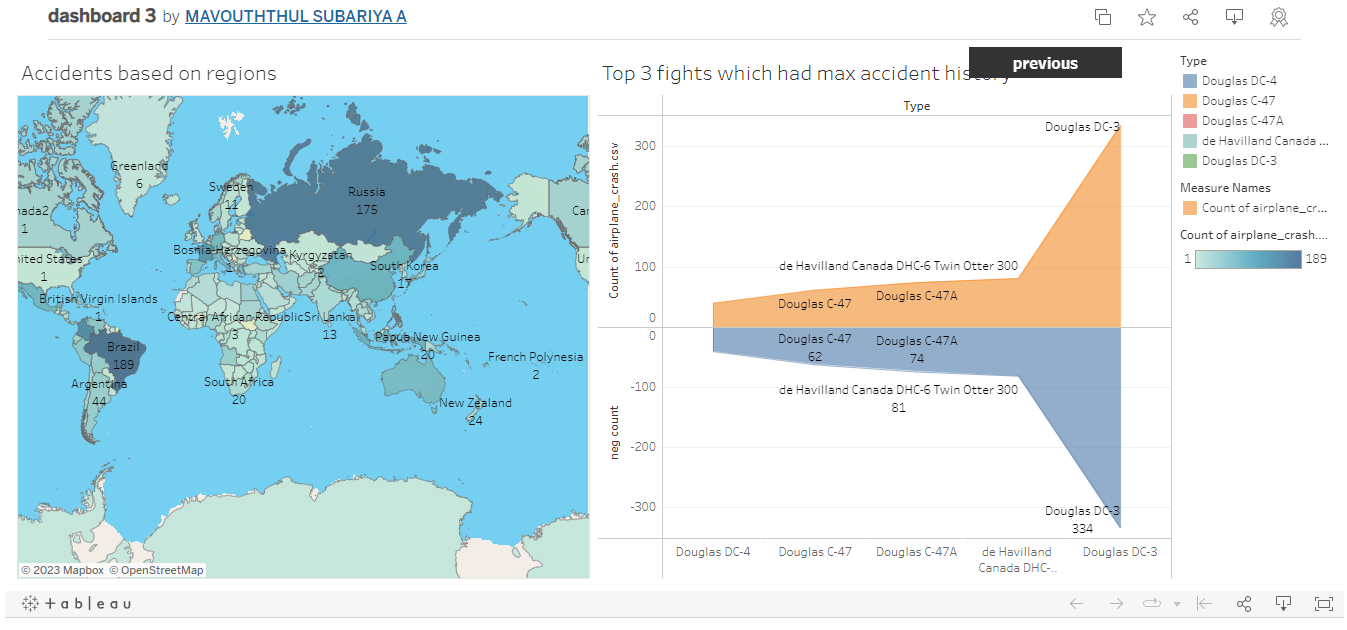 dashboard 3 by MAVOUTHTHUL SUBARIYA A
Accidents based on regions
Greenland
6
Sweden
11
Russia
175
nada2
1
Ca
nited States
1
Bosnia-Herzegovina
1
Kyrgyzstan
2
South Korea
17
Ur
British Virgin Islands
1
Central African Republic
3
Sri Lanka
13
Papua New Guinea
20
Brazil
189
French Polynesia
2
Argentina
44
South Africa
20
New Zealand
24
© 2023 Mapbox © OpenStreetMap
Top 3 fights which had max accident history
previous
Type
Count of airplane_crash.csv
300
200
100
0
Douglas DC-3
de Havilland Canada DHC-6 Twin Otter 300
Douglas C-47
Douglas C-47A
neg count
0
-100
-200
-300
Douglas C-47
62
Douglas C-47A
74
de Havilland Canada DHC-6 Twin Otter 300
81
Douglas DC-3
334
Douglas DC-4
Douglas C-47
Douglas C-47A
de Havilland
Canada DHC-..
Douglas DC-3
Type
Douglas DC-4
Douglas C-47
Douglas C-47A
de Havilland Canada ...
Douglas DC-3
Measure Names
Count of airplane_cr...
Count of airplane_crash....
1
189
+ableau